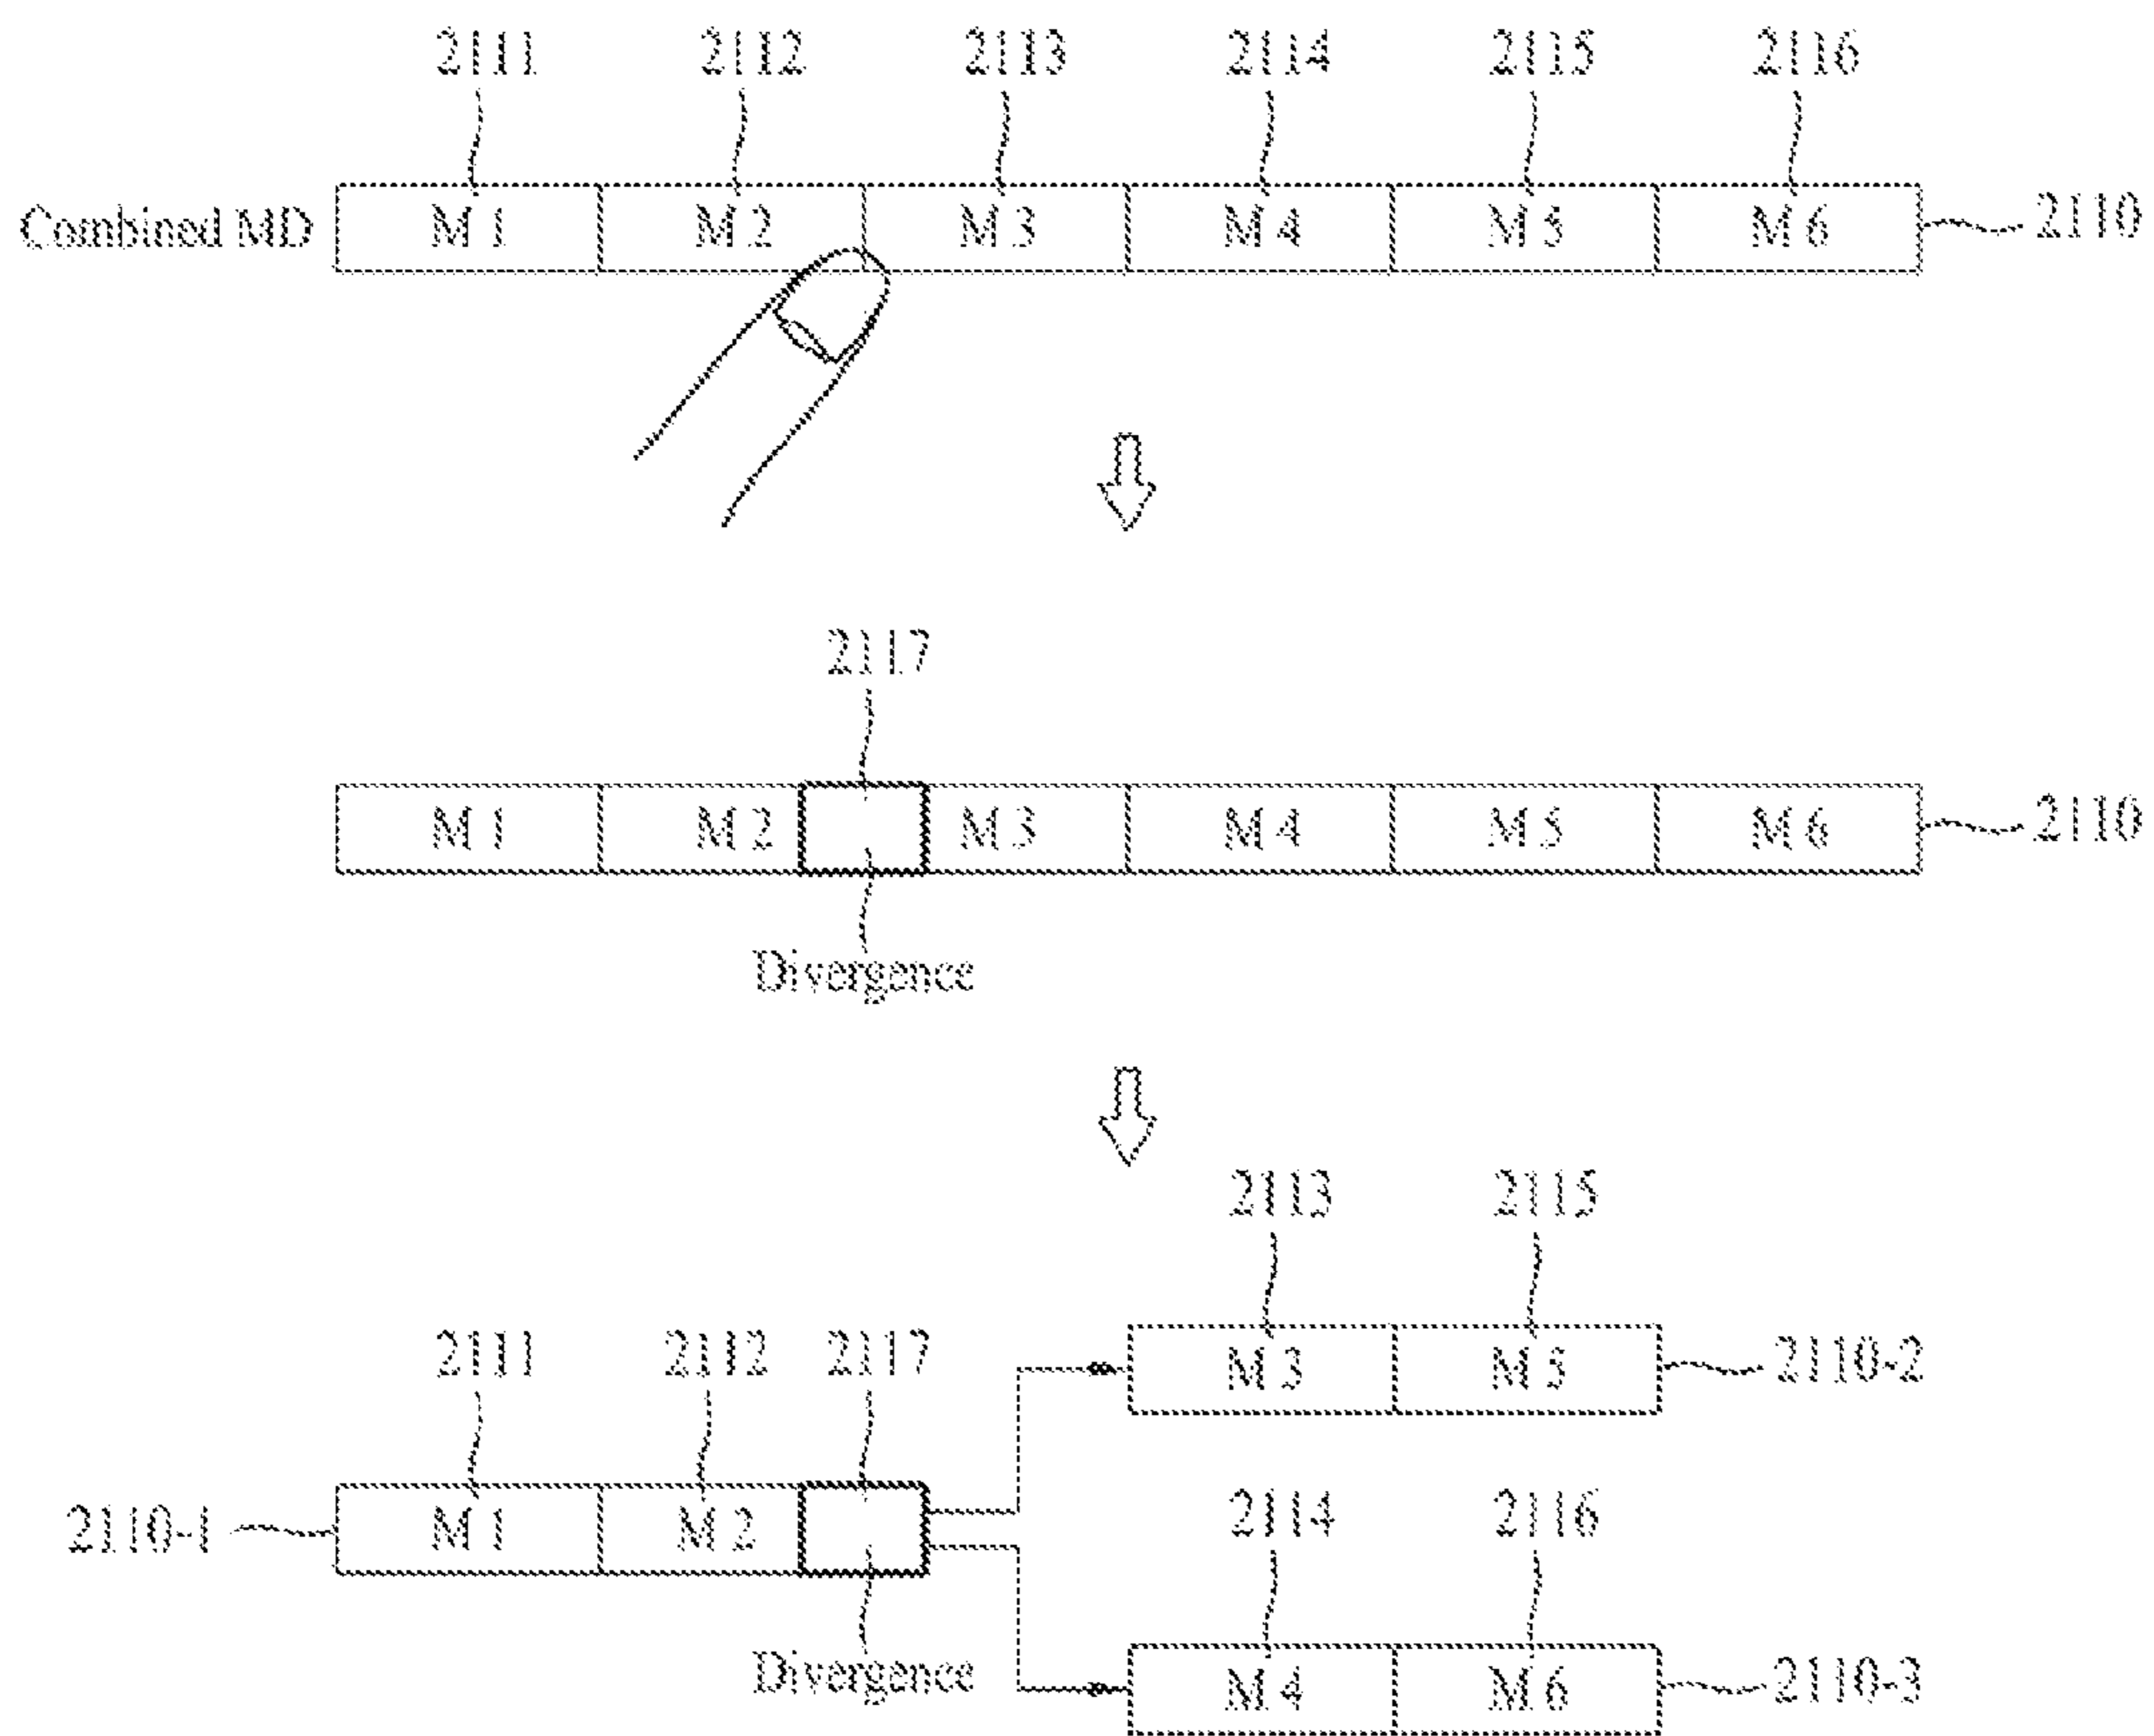 2111 2112 2113 2114 2115 2116
Combined MD M1 M2 M3 M4 M5 M6 2110
2117
M1 M2 M3 M4 M5 M6 2110
Divergence
2113 2115
2111 2112 2117 M3 M5 2110-2
2110-1 M1 M2 2114 2116
Divergence M4 M6 2110-3